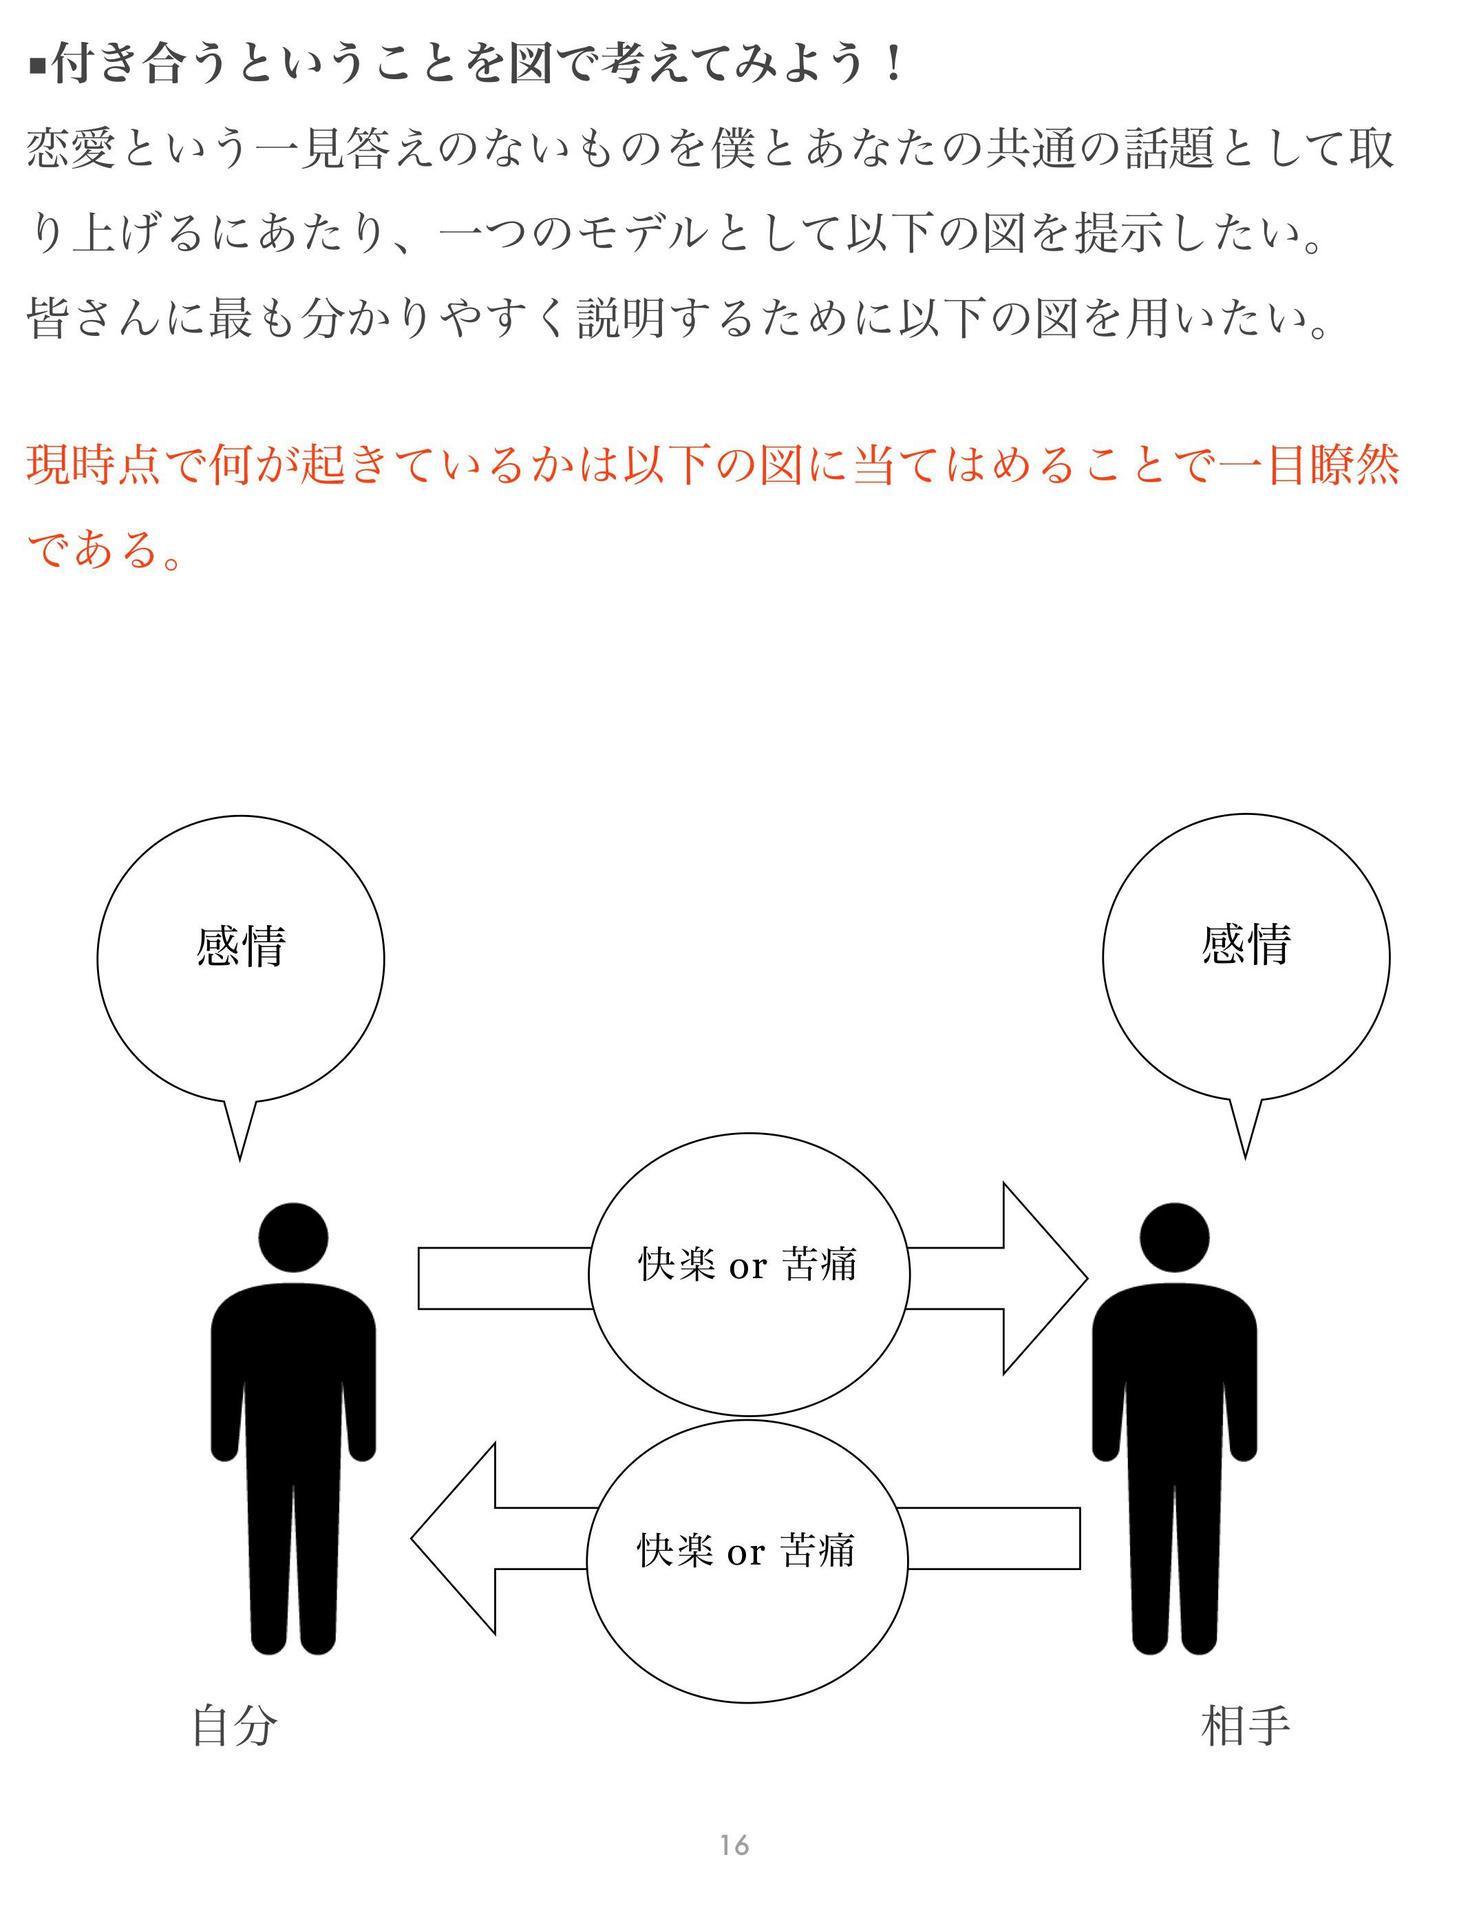 ▪付き合うということを図で考えてみよう！
恋愛という一見答えのないものを僕とあなたの共通の話題として取
り上げるにあたり、一つのモデルとして以下の図を提示したい。
皆さんに最も分かりやすく説明するために以下の図を用いたい。
現時点で何が起きているかは以下の図に当てはめることで一目瞭然
である。
感情
感情
快楽 or 苦痛
快楽 or 苦痛
自分
相手
16